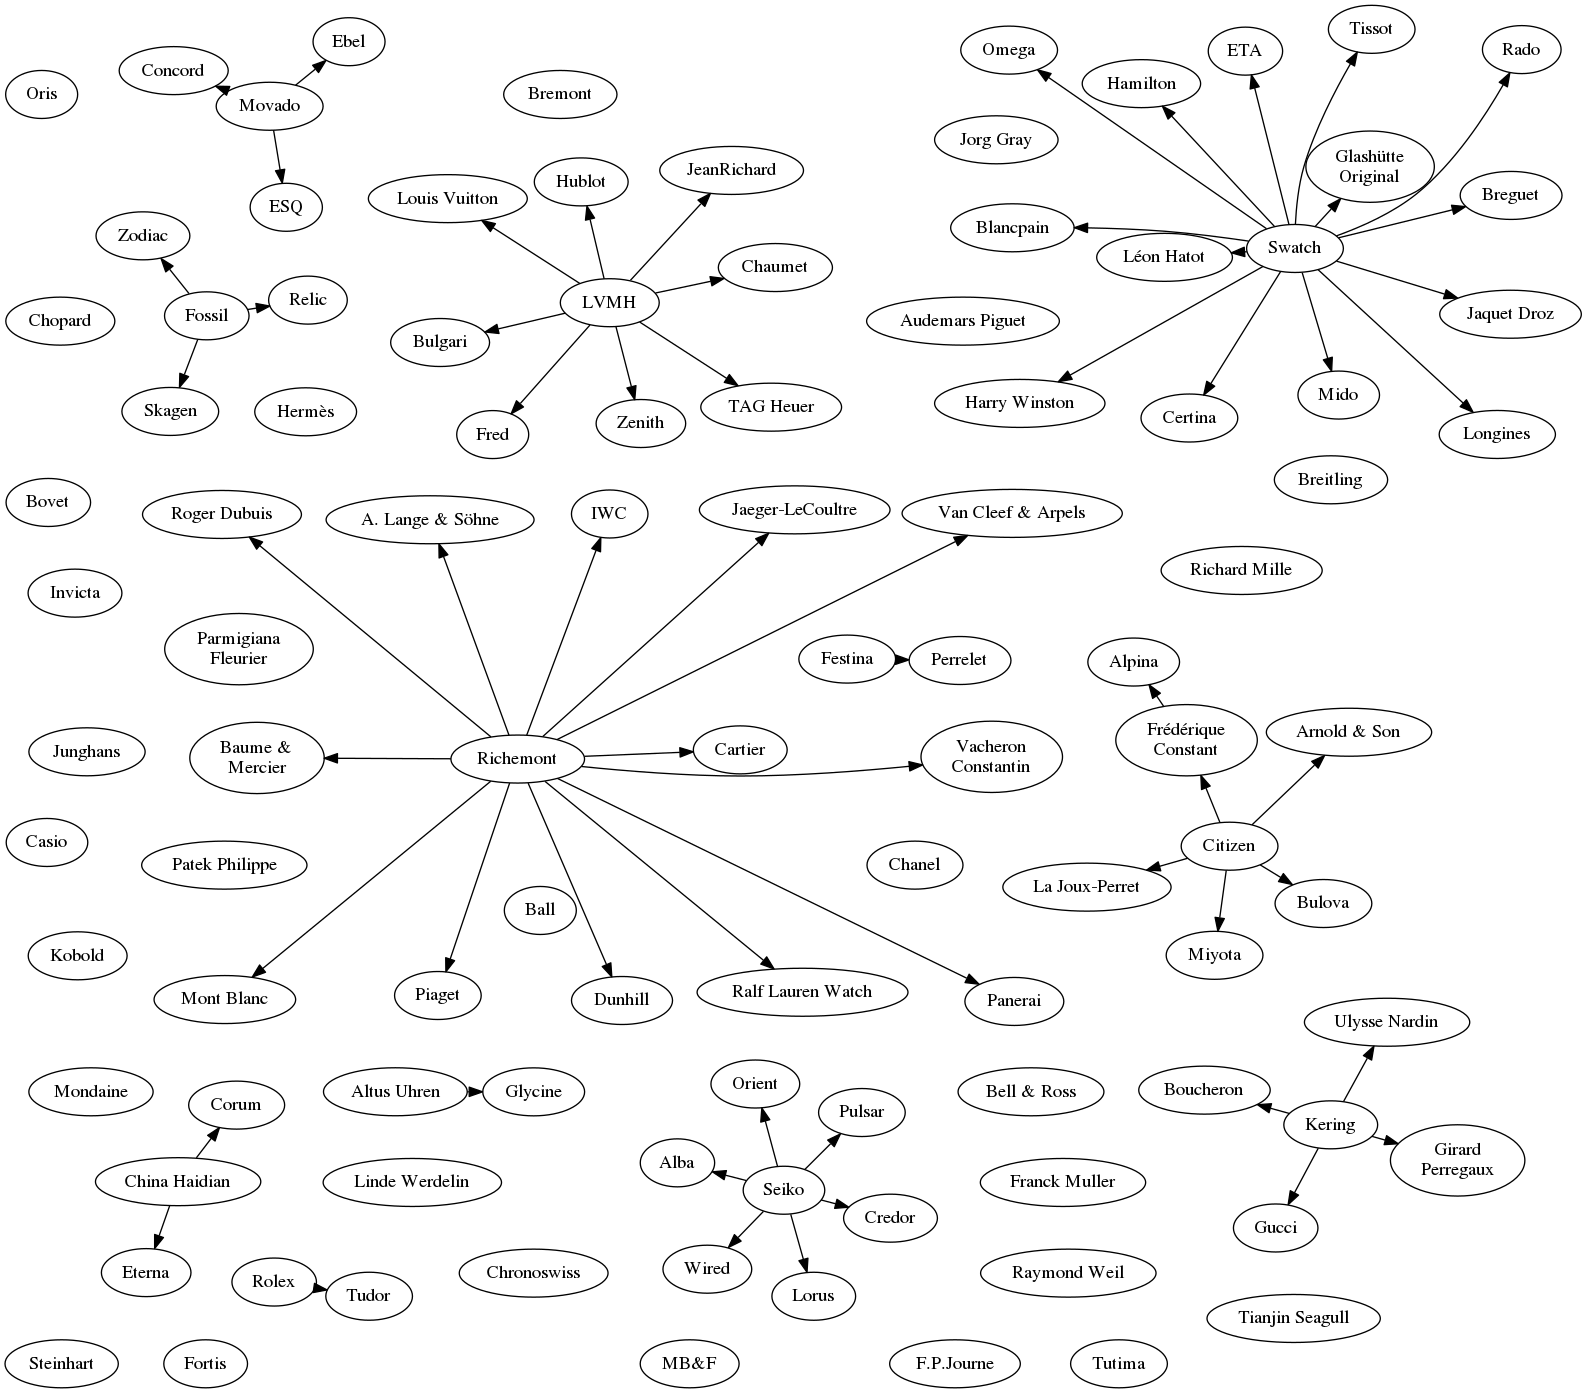 Oris
Concord
Ebel
Movado
ESQ
Bremont
Omega
Hamilton
ETA
Tissot
Rado
Jorg Gray
Glashütte
Original
Breguet
Blancpain
Léon Hatot
Swatch
Jaquet Droz
Audemars Piguet
Harry Winston
Certina
Mido
Longines
Breitling
Louis Vuitton
Hublot
JeanRichard
Chaumet
LVMH
Bulgari
Fred
Zenith
TAG Heuer
Zodiac
Fossil
Relic
Skagen
Chopard
Hermès
Bovet
Roger Dubuis
A. Lange & Söhne
IWC
Jaeger-LeCoultre
Van Cleef & Arpels
Richard Mille
Invicta
Parmigiana
Fleurier
Festina
Perrelet
Alpina
Frédérique
Constant
Arnold & Son
Junghans
Baume &
Mercier
Richemont
Cartier
Vacheron
Constantin
Casio
Patek Philippe
Chanel
Citizen
La Joux-Perret
Bulova
Miyota
Ball
Kobold
Mont Blanc
Piaget
Dunhill
Ralf Lauren Watch
Panerai
Ulysse Nardin
Boucheron
Kering
Girard
Perregaux
Gucci
Mondaine
Corum
Altus Uhren
Glycine
Orient
Pulsar
Bell & Ross
Alba
Seiko
Credor
Wired
Lorus
China Haidian
Eterna
Linde Werdelin
Franck Muller
Rolex
Tudor
Chronoswiss
Raymond Weil
Tianjin Seagull
Steinhart
Fortis
MB&F
F.P.Journe
Tutima